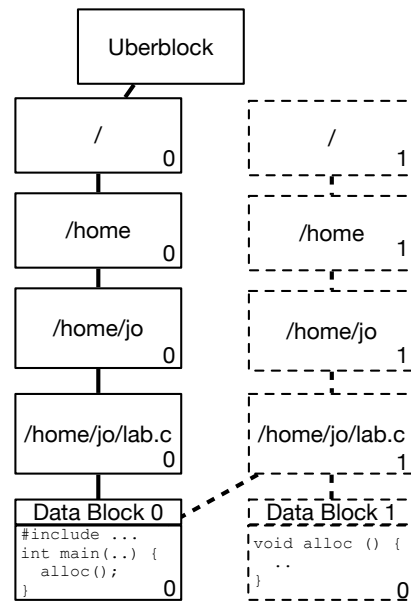 Uberblock
/
0
/
1
/home
0
/home
1
/home/jo
0
/home/jo
1
/home/jo/lab.c
0
/home/jo/lab.c
1
Data Block 0
#include ...
int main(..) {
alloc();
}
0
Data Block 1
void alloc () {
..
}
0